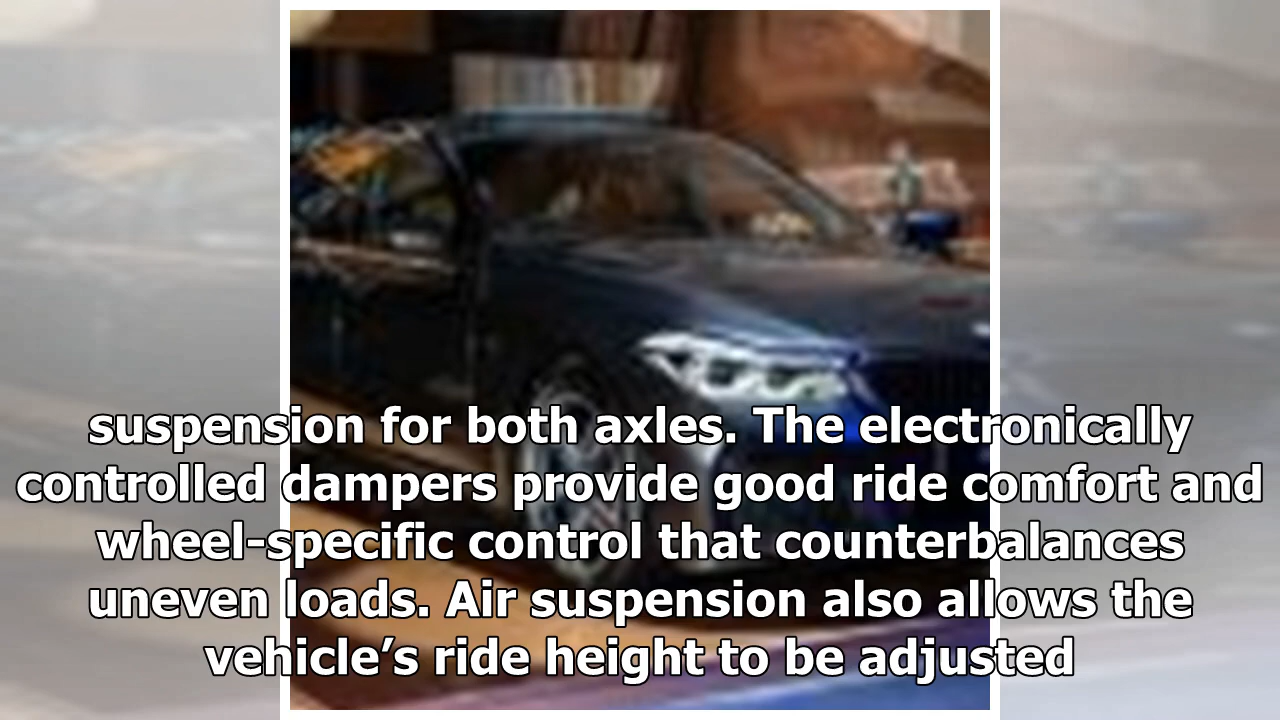 suspension for both axles. The electronically
controlled dampers provide good ride comfort and
wheel-specific control that counterbalances
uneven loads. Air suspension also allows the
vehicle’s ride height to be adjusted